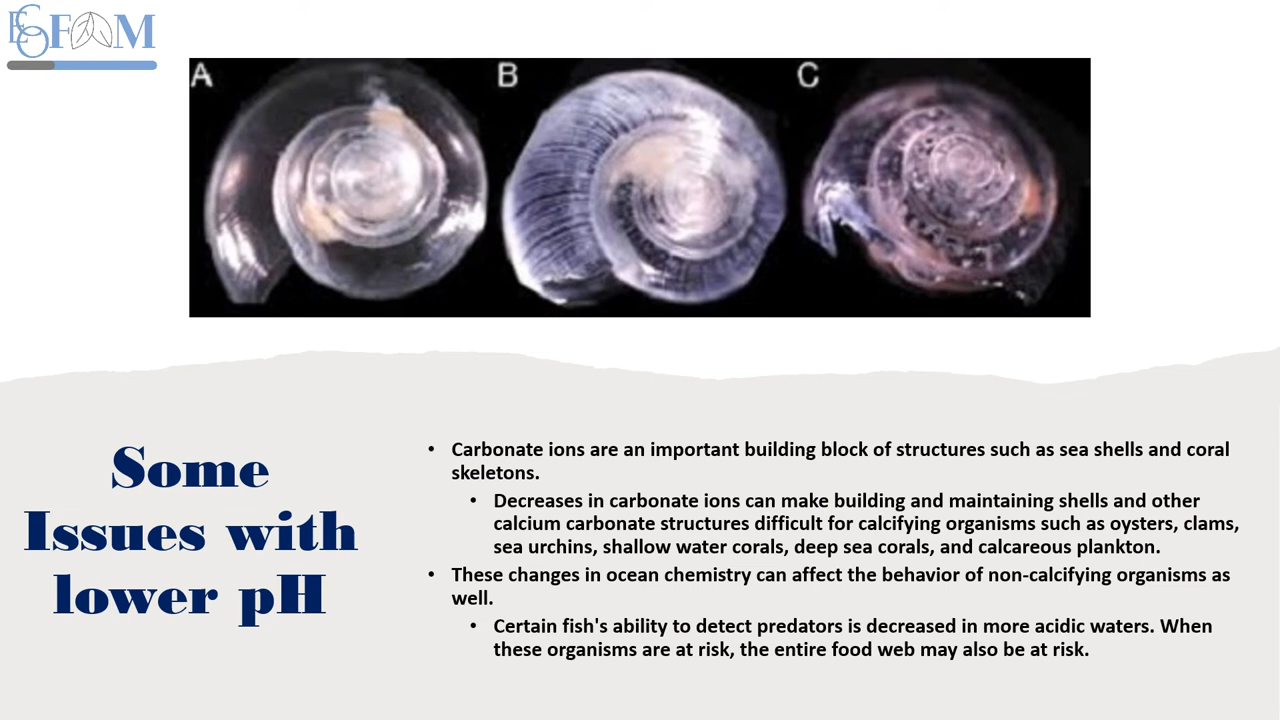 ECOFAM
A B C
Some
Issues with
lower pH
• Carbonate ions are an important building block of structures such as sea shells and coral
skeletons.
• Decreases in carbonate ions can make building and maintaining shells and other
calcium carbonate structures difficult for calcifying organisms such as oysters, clams,
sea urchins, shallow water corals, deep sea corals, and calcareous plankton.
• These changes in ocean chemistry can affect the behavior of non-calcifying organisms as
well.
• Certain fish's ability to detect predators is decreased in more acidic waters. When
these organisms are at risk, the entire food web may also be at risk.